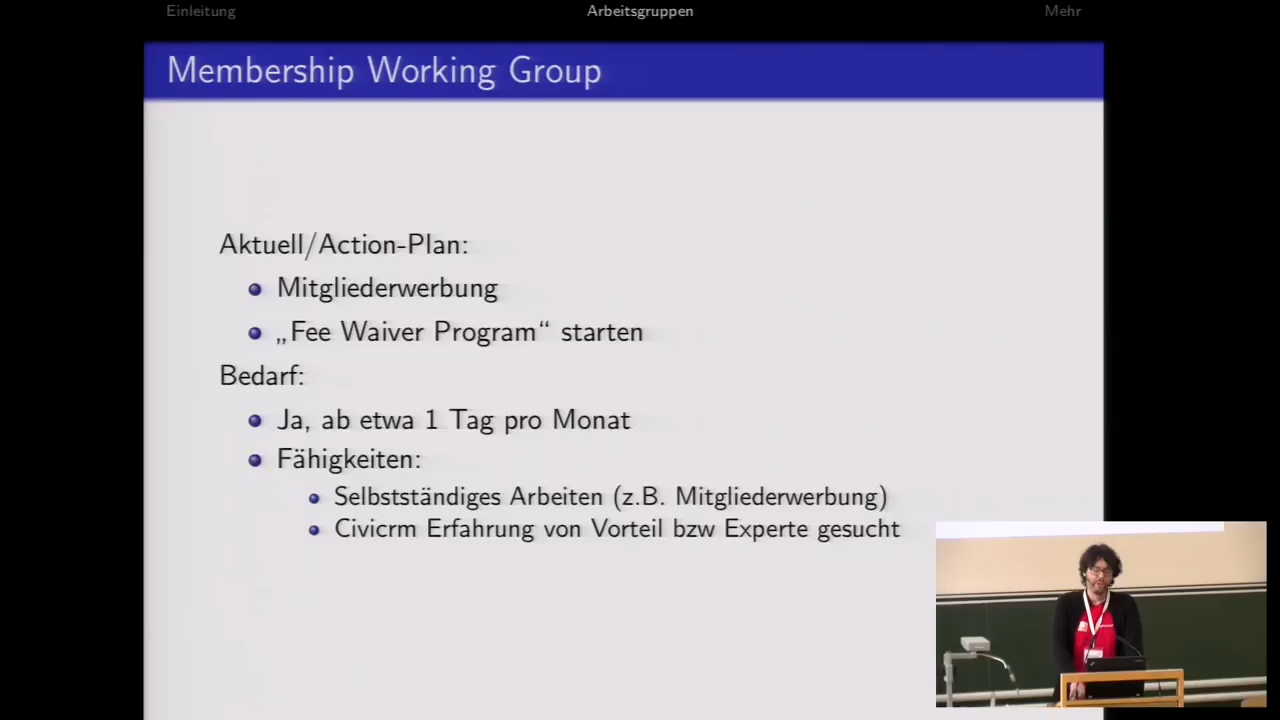 Einleitung
Arbeitsgruppen
Mehr
Membership Working Group
Aktuell/Action-Plan:
Mitgliederwerbung
„Fee Waiver Program“ starten
Bedarf:
Ja, ab etwa 1 Tag pro Monat
Fähigkeiten:
Selbstständiges Arbeiten (z.B. Mitgliederwerbung)
Civicrm Erfahrung von Vorteil bzw Experte gesucht